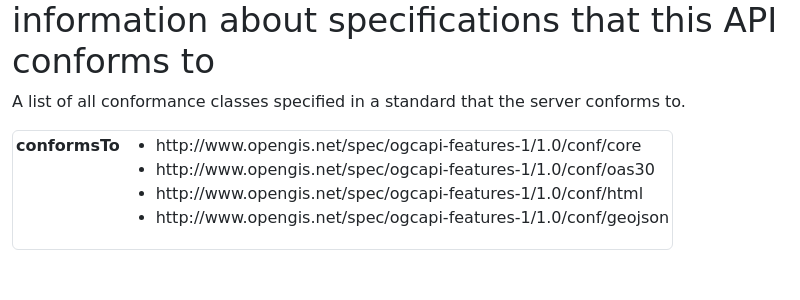 information about specifications that this API
conforms to
A list of all conformance classes specified in a standard that the server conforms to.
conformsTo • http://www.opengis.net/spec/ogcapi-features-1/1.0/conf/core
• http://www.opengis.net/spec/ogcapi-features-1/1.0/conf/oas30
• http://www.opengis.net/spec/ogcapi-features-1/1.0/conf/html
• http://www.opengis.net/spec/ogcapi-features-1/1.0/conf/geojson